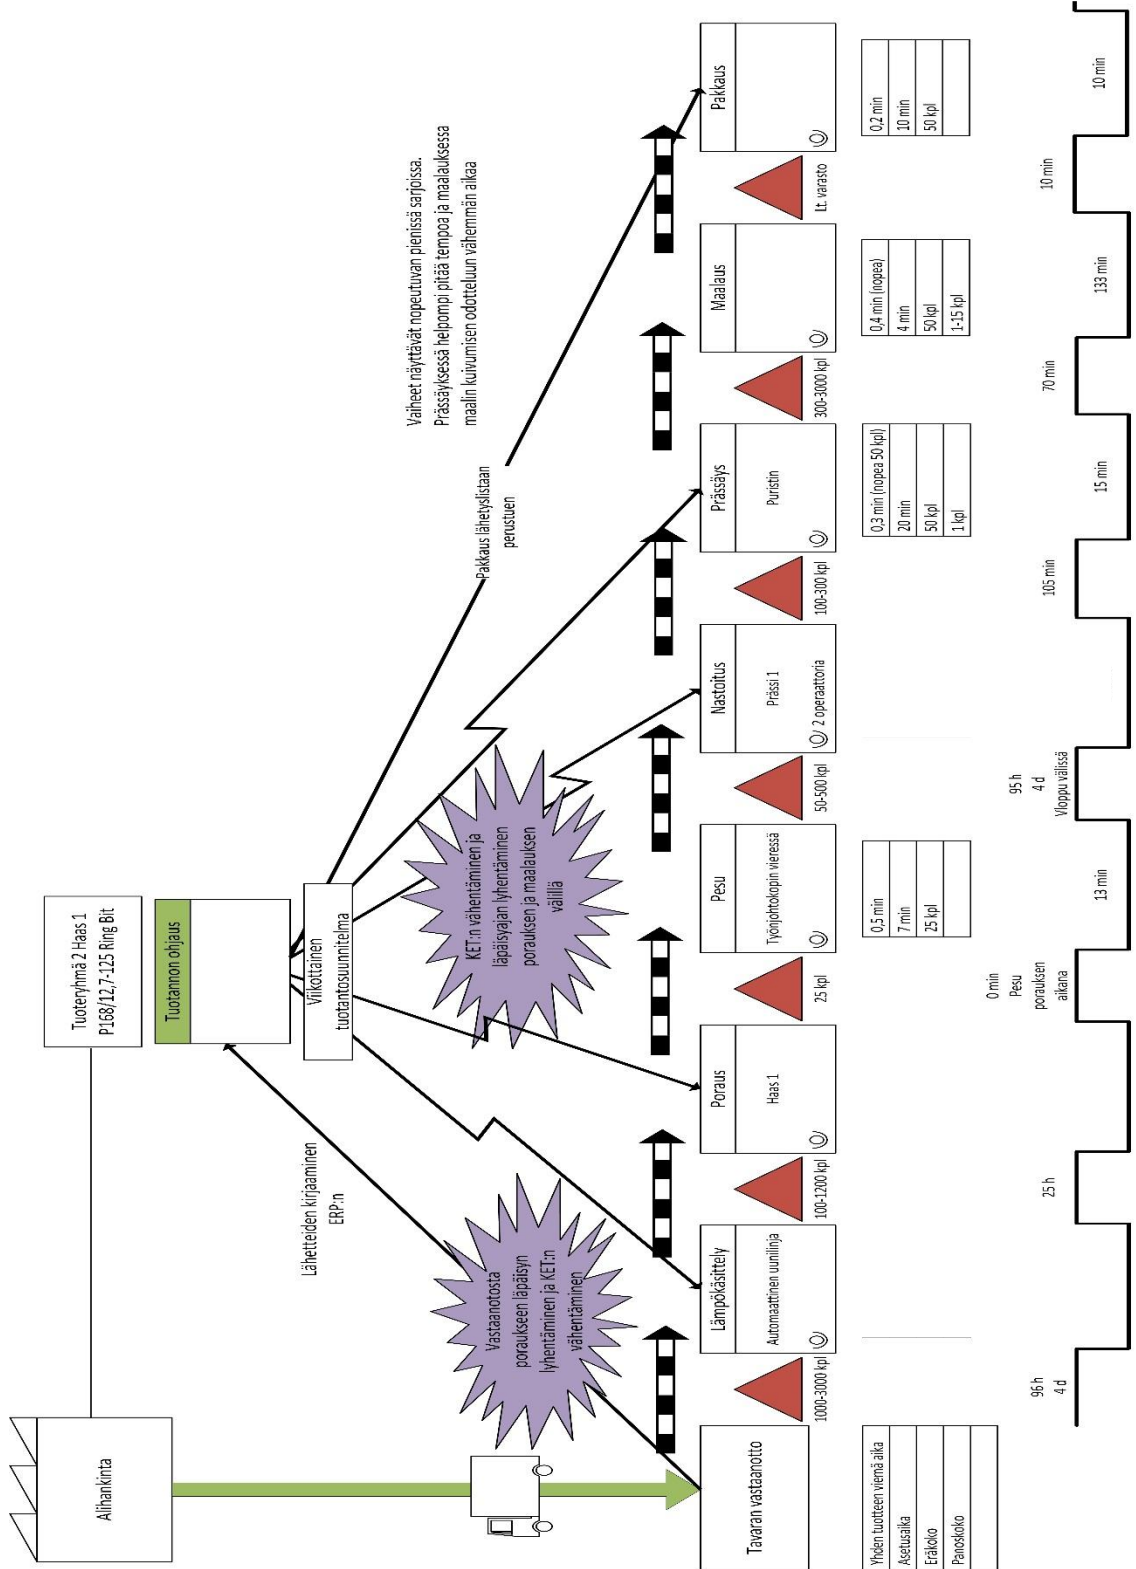 Alihankinta
Tuoteryhmä 2 Haas 1
P168/12,7-125 Ring Bit
Tuotannon ohjaus
Viikottainen
tuotantosuunnitelma
Lähetteiden kirjaaminen
ERP:n
Vaiheet näyttävät nopeutuvan pienissä sarjoissa.
Prässäyksessä helpompi pitää tempoa ja maalauksessa
maalin kuivumisen odotteluun vähemmän aikaa
Pakkaus lähetyslistaan
perustuen
Vastaanotosta
poraukseen läpäisyn
lyhentäminen ja KET:n
vähentäminen
KET:n vähentäminen ja
läpäisyajan lyhentäminen
porauksen ja maalauksen
välillä
Tavaran vastaanotto
1000-3000 kpl
Lämpökäsittely
Automaattinen uunilinja
100-1200 kpl
Poraus
Haas 1
25 kpl
Pesu
Työnjohtokopin vieressä
50-500 kpl
Nastoitus
Prässi 1
2 operaattoria
100-300 kpl
Prässäys
Puristin
300-3000 kpl
Maalaus
Lt. varasto
Pakkaus
Yhden tuotteen viemä aika
Asetusaika
Eräkoko
Panoskoko
0,5 min
7 min
25 kpl
0,3 min (nopea 50 kpl)
20 min
50 kpl
1 kpl
0,4 min (nopea)
4 min
50 kpl
1-15 kpl
0,2 min
10 min
50 kpl
96 h
4 d
25 h
0 min
Pesu
porauksen
aikana
13 min
95 h
4 d
Vloppu välissä
105 min
15 min
70 min
133 min
10 min
10 min